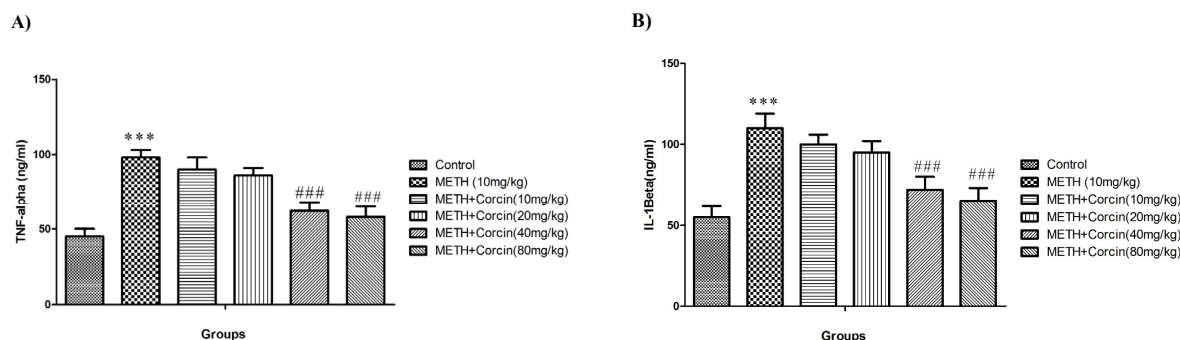 A)
150
100
50
0
TNF-alpha (ng/ml)
***
###
###
Groups
Control
METH (10mg/kg)
METH+Corcin(10mg/kg)
METH+Corcin(20mg/kg)
METH+Corcin(40mg/kg)
METH+Corcin(80mg/kg)
B)
150
100
50
0
IL-1Beta(ng/ml)
***
###
###
Groups
Control
METH (10mg/kg)
METH+Corcin(10mg/kg)
METH+Corcin(20mg/kg)
METH+Corcin(40mg/kg)
METH+Corcin(80mg/kg)